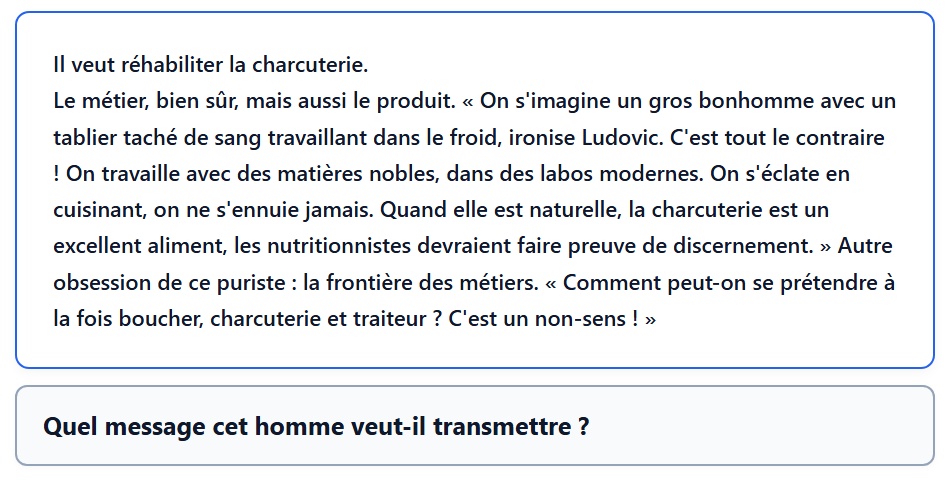 Il veut réhabiliter la charcuterie.
Le métier, bien sûr, mais aussi le produit. « On s'imagine un gros bonhomme avec un
tablier taché de sang travaillant dans le froid, ironise Ludovic. C'est tout le contraire
! On travaille avec des matières nobles, dans des labos modernes. On s'éclate en
cuisinant, on ne s'ennuie jamais. Quand elle est naturelle, la charcuterie est un
excellent aliment, les nutritionnistes devraient faire preuve de discernement. » Autre
obsession de ce puriste : la frontière des métiers. « Comment peut-on se prétendre à
la fois boucher, charcuterie et traiteur ? C'est un non-sens ! »
Quel message cet homme veut-il transmettre ?